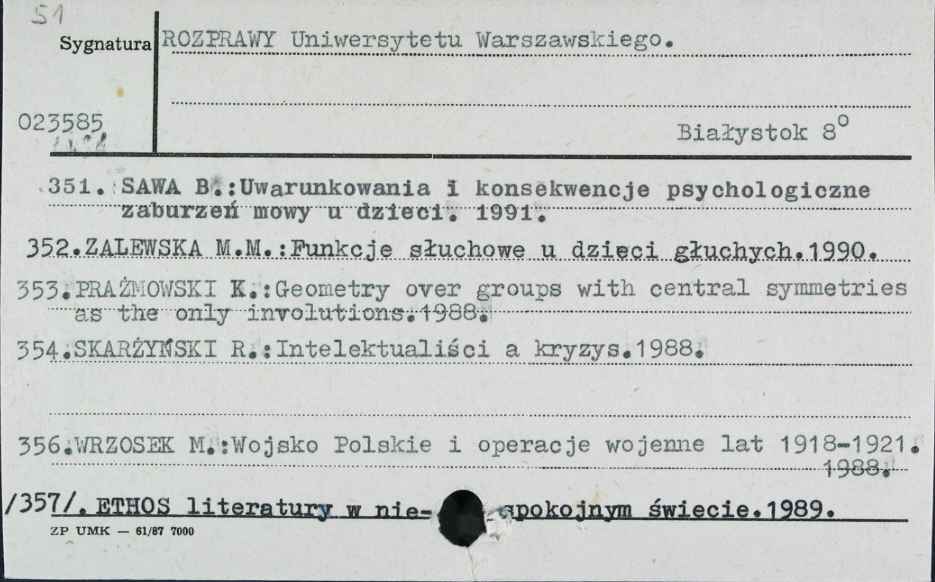 51
Sygnatura ROZPRAWY Uniwersytetu Warszawskiego.
023585
Białystok 8°
351. SAWA B.:Uwarunkowania i konsekwencje psychologiczne
zaburzeń mowy u dzieci. 1991.
352.ZALEWSKA M.M.:Funkcje słuchowe u dzieci głuchych.1990.
353.PRAŻMOWSKI K.:Geometry over groups with central symmetries
as the only involutions.1988.
354.SKARŻYŃSKI R.:Intelektualiści a kryzys.1988.
356.WRZOSEK M.:Wojsko Polskie i operacje wojenne lat 1918-1921.
1988.
/357/. ETHOS literatury w nie- spokojnym świecie.1989.
ZP UMK — 61/87 7000